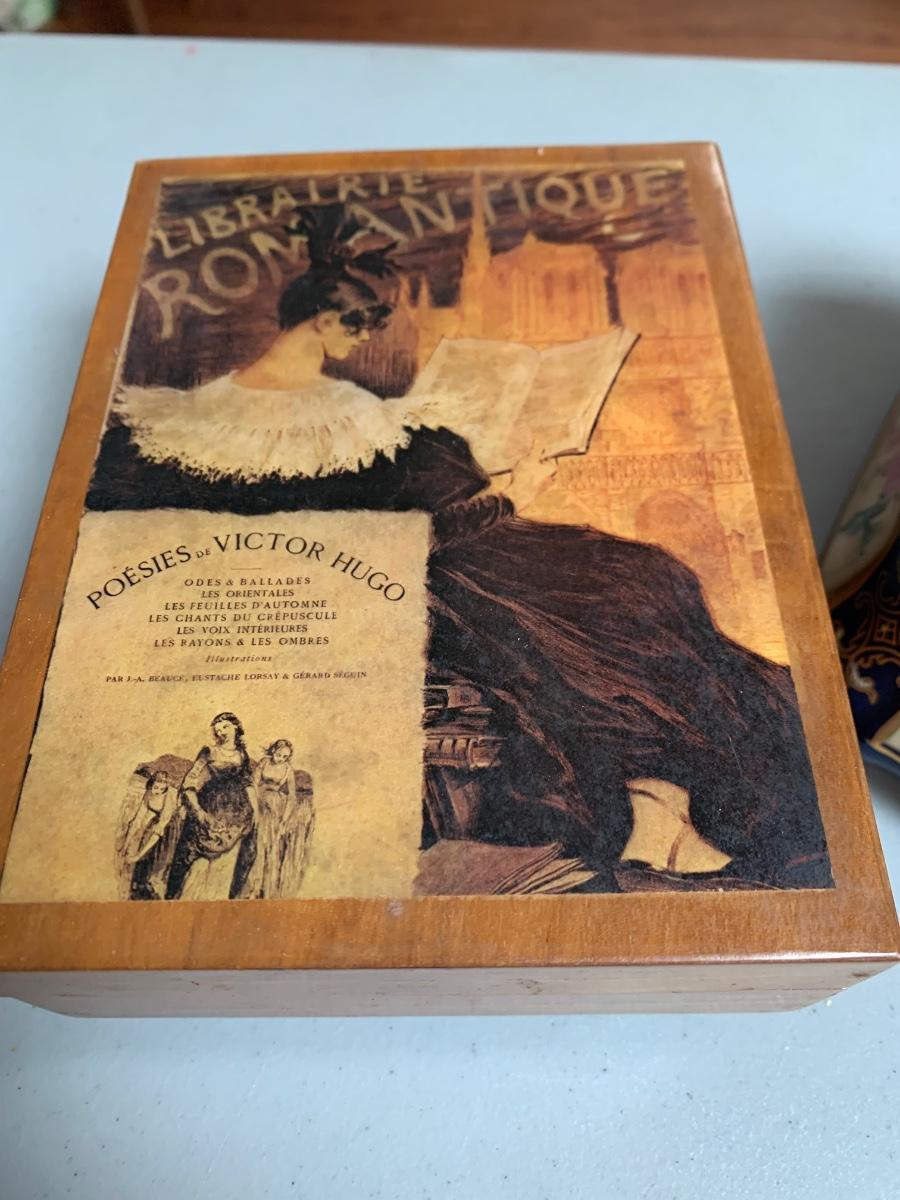 LIBRAIRIE
ROMANTIQUE
POÉSIES DE VICTOR HUGO
ODES & BALLADES
LES ORIENTALES
LES FEUILLES D'AUTOMNE
LES CHANTS DU CRÉPUSCULE
LES VOIX INTÉRIEURES
LES RAYONS & LES OMBRES
Illustrations
PAR J.-A. BEAUCÉ, EUSTACHE LORSAY & GÉRARD SÉGUIN